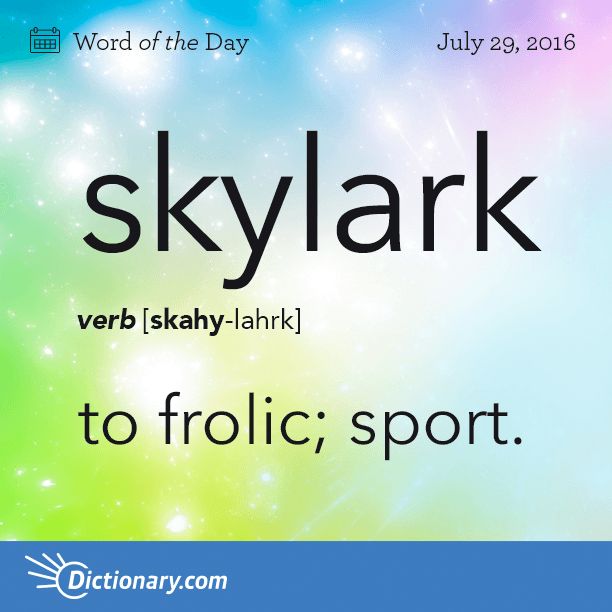 Word of the Day
July 29, 2016
skylark
verb [skahy-lahrk]
to frolic; sport.
Dictionary.com